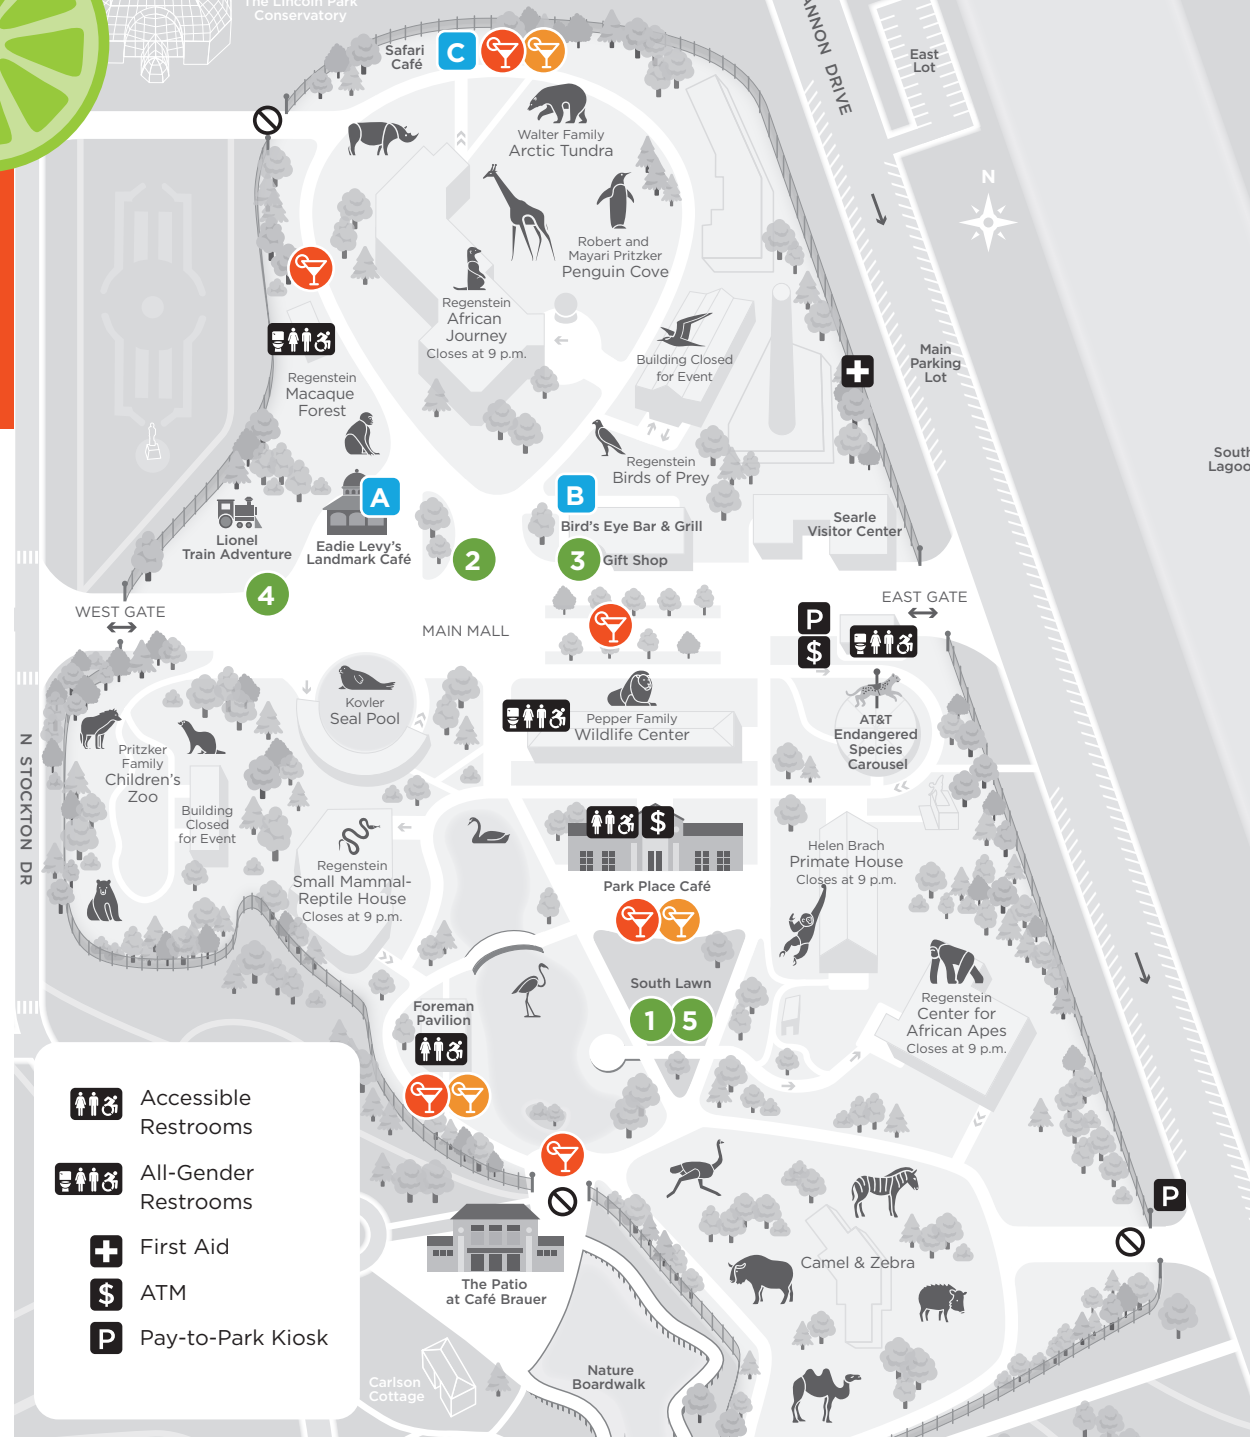 The Lincoln Park
Conservatory
Safari
Café
C
East
Lot
Walter Family
Arctic Tundra
N
Robert and
Mayari Pritzker
Penguin Cove
Regenstein
African
Journey
Closes at 9 p.m.
Building Closed
for Event
Main
Parking
Lot
Regenstein
Macaque
Forest
Regenstein
Birds of Prey
A
B
Lionel
Train Adventure
Eadie Levy's
Landmark Café
Bird's Eye Bar & Grill
Gift Shop
Searle
Visitor Center
2
3
4
WEST GATE
MAIN MALL
EAST GATE
P
$
Kovler
Seal Pool
Pepper Family
Wildlife Center
AT&T
Endangered
Species
Carousel
Pritzker
Family
Children's
Zoo
Building
Closed
for Event
N STOCKTON DR
$
Regenstein
Small Mammal-
Reptile House
Closes at 9 p.m.
Park Place Café
Helen Brach
Primate House
Closes at 9 p.m.
South Lawn
1 5
Foreman
Pavilion
Regenstein
Center for
African Apes
Closes at 9 p.m.
P
The Patio
at Café Brauer
Camel & Zebra
Nature
Boardwalk
Carlson
Cottage
Accessible
Restrooms
All-Gender
Restrooms
First Aid
$ ATM
P Pay-to-Park Kiosk